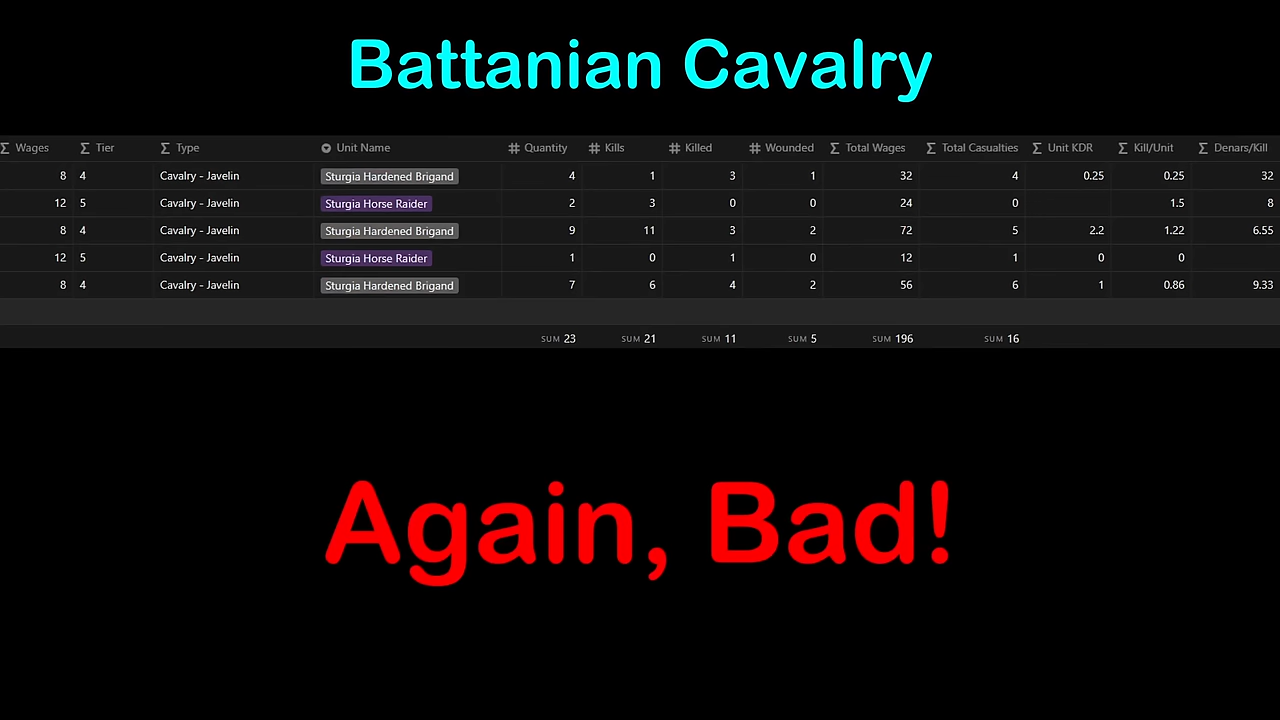 Battanian Cavalry
Σ Wages Σ Tier Σ Type Unit Name # Quantity # Kills # Killed # Wounded Σ Total Wages Σ Total Casualties Σ Unit KDR Σ Kill/Unit Σ Denars/Kill
8 4 Cavalry - Javelin Sturgia Hardened Brigand 4 1 3 1 32 4 0.25 0.25 32
12 5 Cavalry - Javelin Sturgia Horse Raider 2 3 0 0 24 0 1.5 8
8 4 Cavalry - Javelin Sturgia Hardened Brigand 9 11 3 2 72 5 2.2 1.22 6.55
12 5 Cavalry - Javelin Sturgia Horse Raider 1 0 1 0 12 1 0 0
8 4 Cavalry - Javelin Sturgia Hardened Brigand 7 6 4 2 56 6 1 0.86 9.33
SUM 23 SUM 21 SUM 11 SUM 5 SUM 196 SUM 16
Again, Bad!